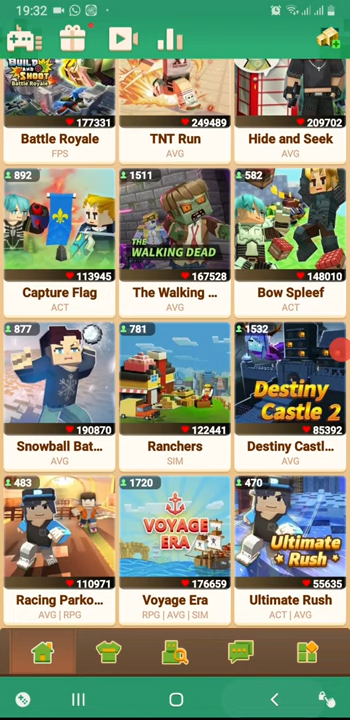 19:32
BUILD
AND
SHOOT
Battle Royale
177331
249489
209702
Battle Royale
TNT Run
Hide and Seek
FPS
AVG
AVG
892
1511
582
THE
WALKING DEAD
113945
167528
148010
Capture Flag
The Walking ...
Bow Spleef
ACT
AVG
ACT
877
781
1532
Destiny
Castle 2
190870
122441
85392
Snowball Bat...
Ranchers
Destiny Castl...
AVG
SIM
AVG
483
1720
470
VOYAGE
ERA
Ultimate
Rush
110971
176659
55635
Racing Parko...
Voyage Era
Ultimate Rush
AVG | RPG
RPG | AVG | SIM
ACT | AVG